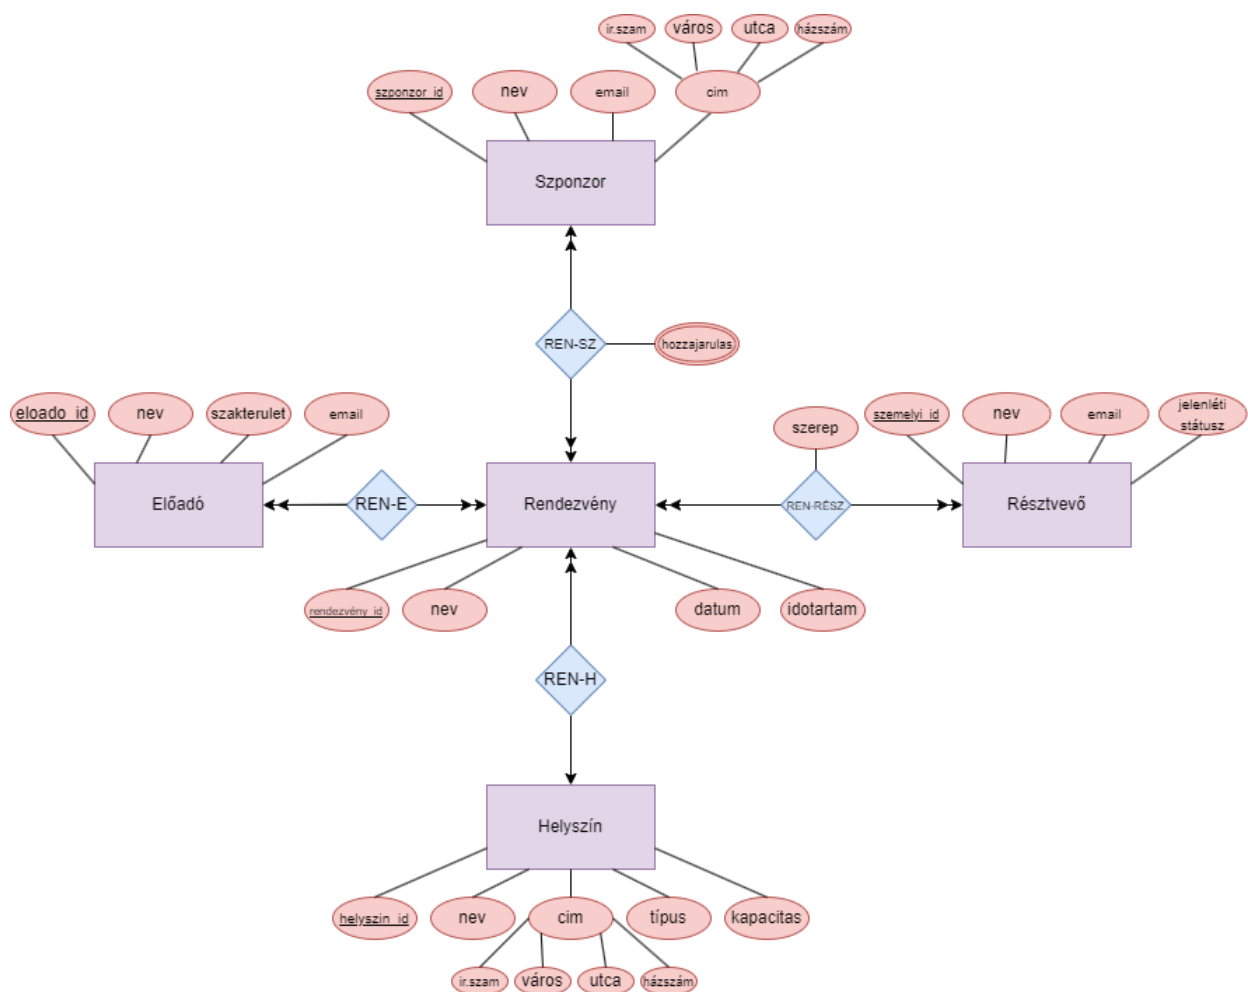 ir.szam
város
utca
házszám
szponzor_id
nev
email
cim
Szponzor
REN-SZ
hozzajarulas
eloado_id
nev
szakterulet
email
szerep
szemelyi_id
nev
email
jelenléti
státusz
Előadó
REN-E
Rendezvény
REN-RÉSZ
Résztvevő
rendezvény_id
nev
datum
idotartam
REN-H
Helyszín
helyszin_id
nev
cim
típus
kapacitas
ir.szam
város
utca
házszám